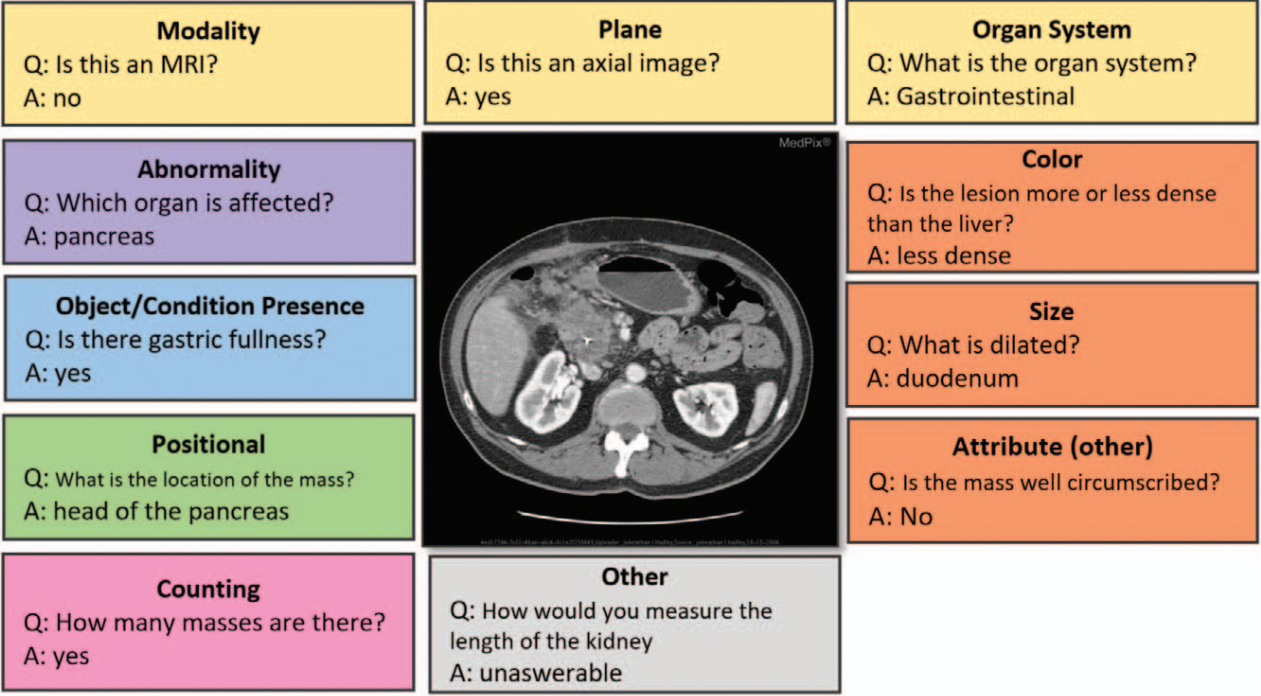 Modality
Q: Is this an MRI?
A: no
Plane
Q: Is this an axial image?
A: yes
Organ System
Q: What is the organ system?
A: Gastrointestinal
Abnormality
Q: Which organ is affected?
A: pancreas
MedPix®
Color
Q: Is the lesion more or less dense
than the liver?
A: less dense
Object/Condition Presence
Q: Is there gastric fullness?
A: yes
Size
Q: What is dilated?
A: duodenum
Positional
Q: What is the location of the mass?
A: head of the pancreas
Attribute (other)
Q: Is the mass well circumscribed?
A: No
Counting
Q: How many masses are there?
A: yes
Other
Q: How would you measure the
length of the kidney
A: unaswerable